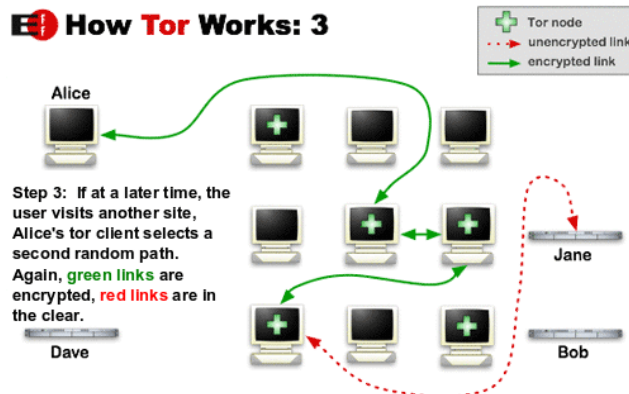 EFF How Tor Works: 3
Tor node
unencrypted link
encrypted link
Alice
Step 3: If at a later time, the
user visits another site,
Alice's tor client selects a
second random path.
Again, green links are
encrypted, red links are in
the clear.
Jane
Dave
Bob